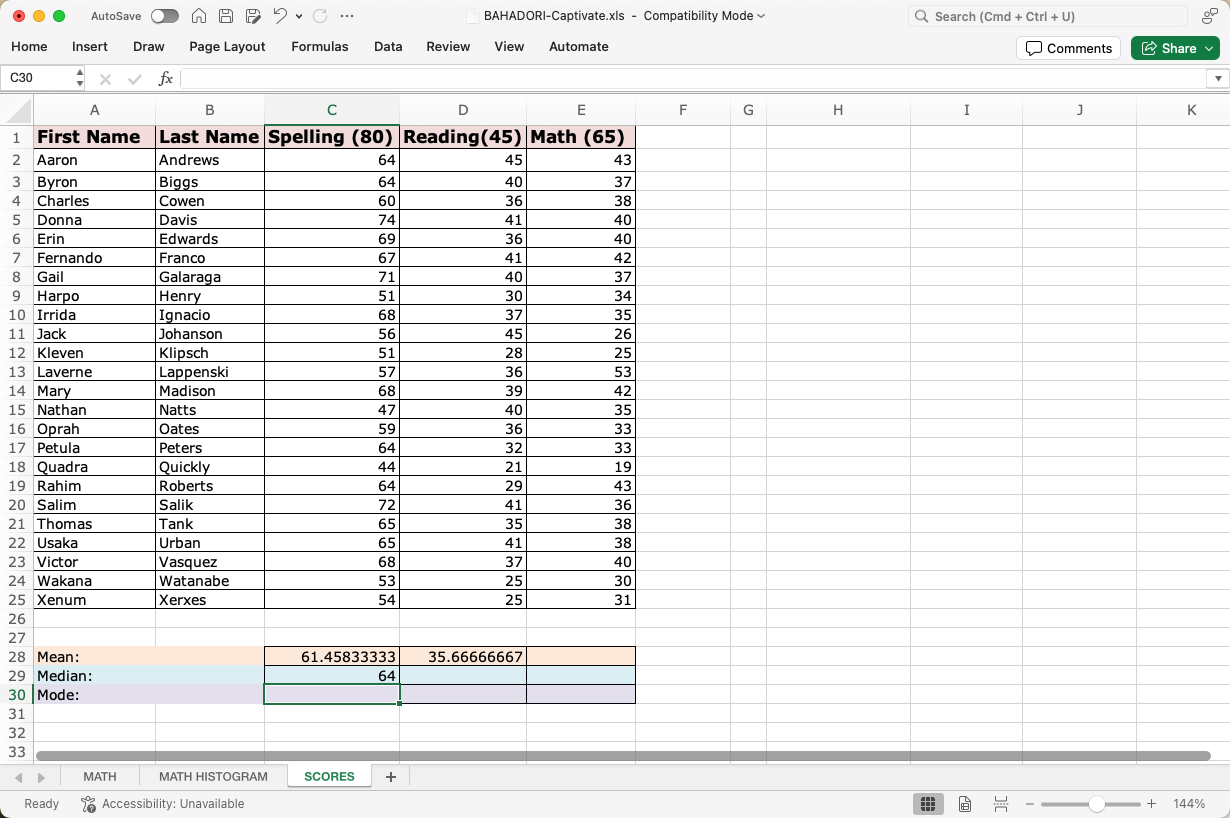 AutoSave BAHADORI-Captivate.xls - Compatibility Mode Search (Cmd + Ctrl + U)
Home Insert Draw Page Layout Formulas Data Review View Automate Comments Share
C30 fx
A B C D E F G H I J K
1 First Name Last Name Spelling (80) Reading(45) Math (65)
2 Aaron Andrews 64 45 43
3 Byron Biggs 64 40 37
4 Charles Cowen 60 36 38
5 Donna Davis 74 41 40
6 Erin Edwards 69 36 40
7 Fernando Franco 67 41 42
8 Gail Galaraga 71 40 37
9 Harpo Henry 51 30 34
10 Irrida Ignacio 68 37 35
11 Jack Johanson 56 45 26
12 Kleven Klipsch 51 28 25
13 Laverne Lappenski 57 36 53
14 Mary Madison 68 39 42
15 Nathan Natts 47 40 35
16 Oprah Oates 59 36 33
17 Petula Peters 64 32 33
18 Quadra Quickly 44 21 19
19 Rahim Roberts 64 29 43
20 Salim Salik 72 41 36
21 Thomas Tank 65 35 38
22 Usaka Urban 65 41 38
23 Victor Vasquez 68 37 40
24 Wakana Watanabe 53 25 30
25 Xenum Xerxes 54 25 31
26
27
28 Mean: 61.45833333 35.66666667
29 Median: 64
30 Mode:
31
32
33
MATH MATH HISTOGRAM SCORES +
Ready Accessibility: Unavailable − + 144%